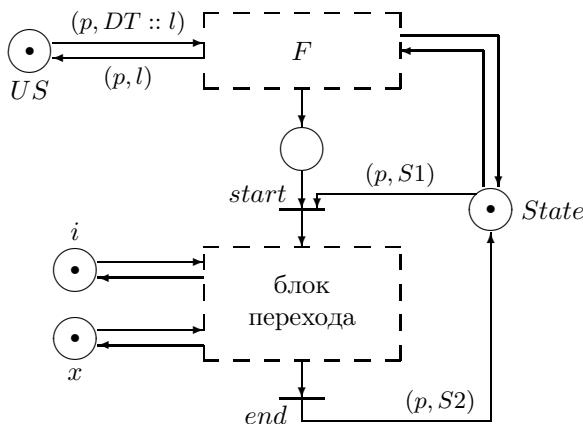 (p, DT :: l)
F
(p, l)
US
start
(p, S1)
State
i
блок
перехода
x
end
(p, S2)